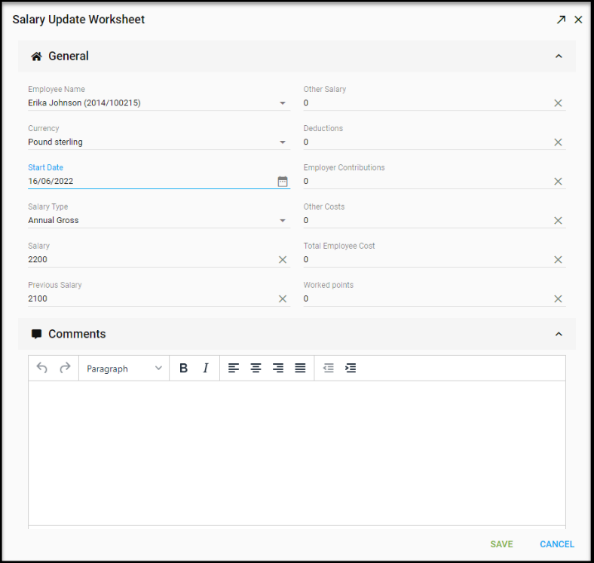 Salary Update Worksheet
General
Employee Name
Erika Johnson (2014/100215)
Other Salary
0
Currency
Pound sterling
Deductions
0
Start Date
16/06/2022
Employer Contributions
0
Salary Type
Annual Gross
Other Costs
0
Salary
2200
Total Employee Cost
0
Previous Salary
2100
Worked points
0
Comments
Paragraph B I
SAVE CANCEL